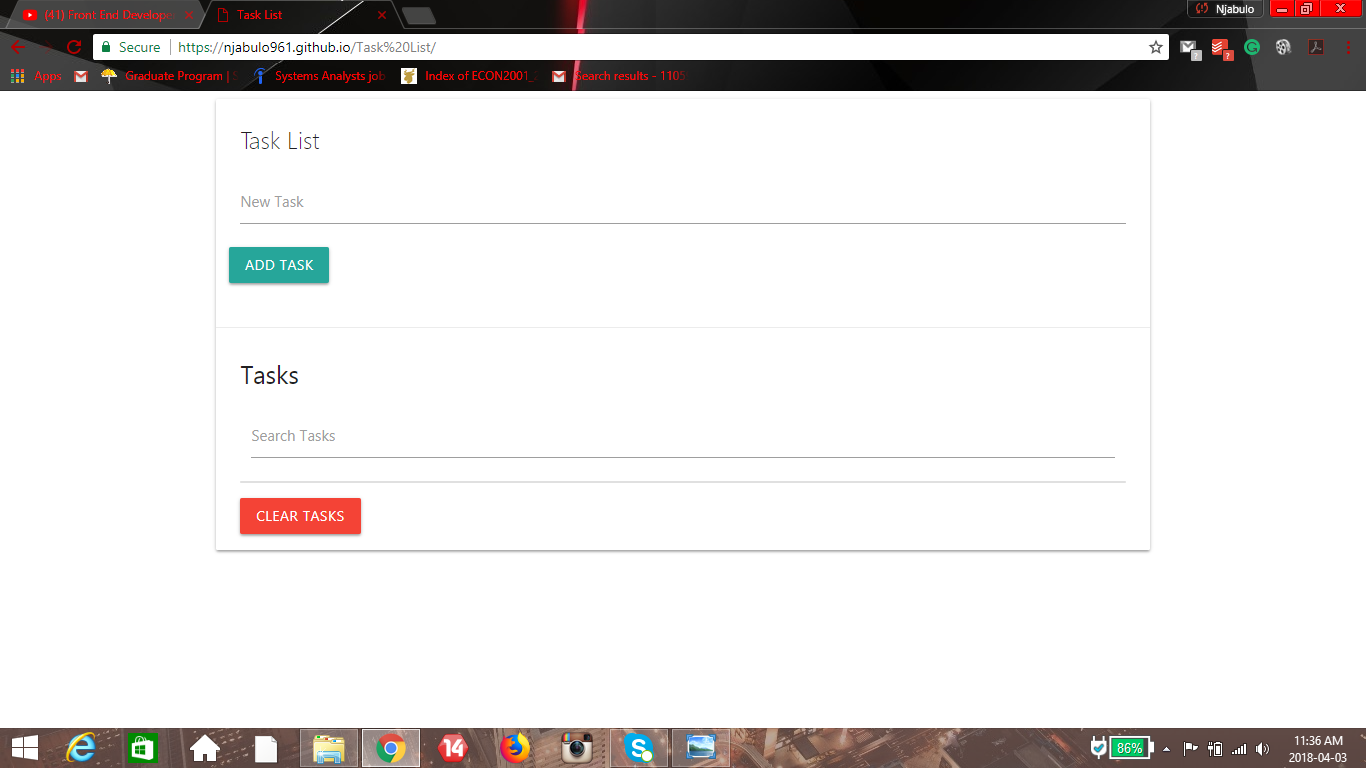 (41) Front End Developer
Task List
Njabulo
Secure
https://njabulo961.github.io/Task%20List/
Apps
Graduate Program |
Systems Analysts job
Index of ECON2001_
Search results - 1105
Task List
New Task
ADD TASK
Tasks
Search Tasks
CLEAR TASKS
14
86%
11:36 AM
2018-04-03